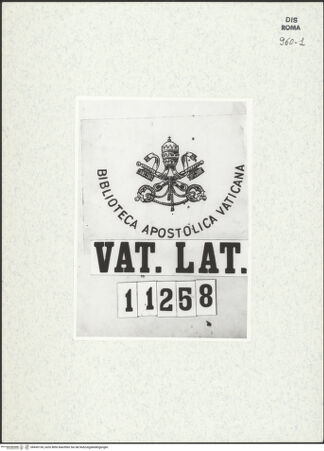 DIS
ROMA
960-1
BIBLIOTECA APOSTOLICA VATICANA
VAT. LAT.
11258